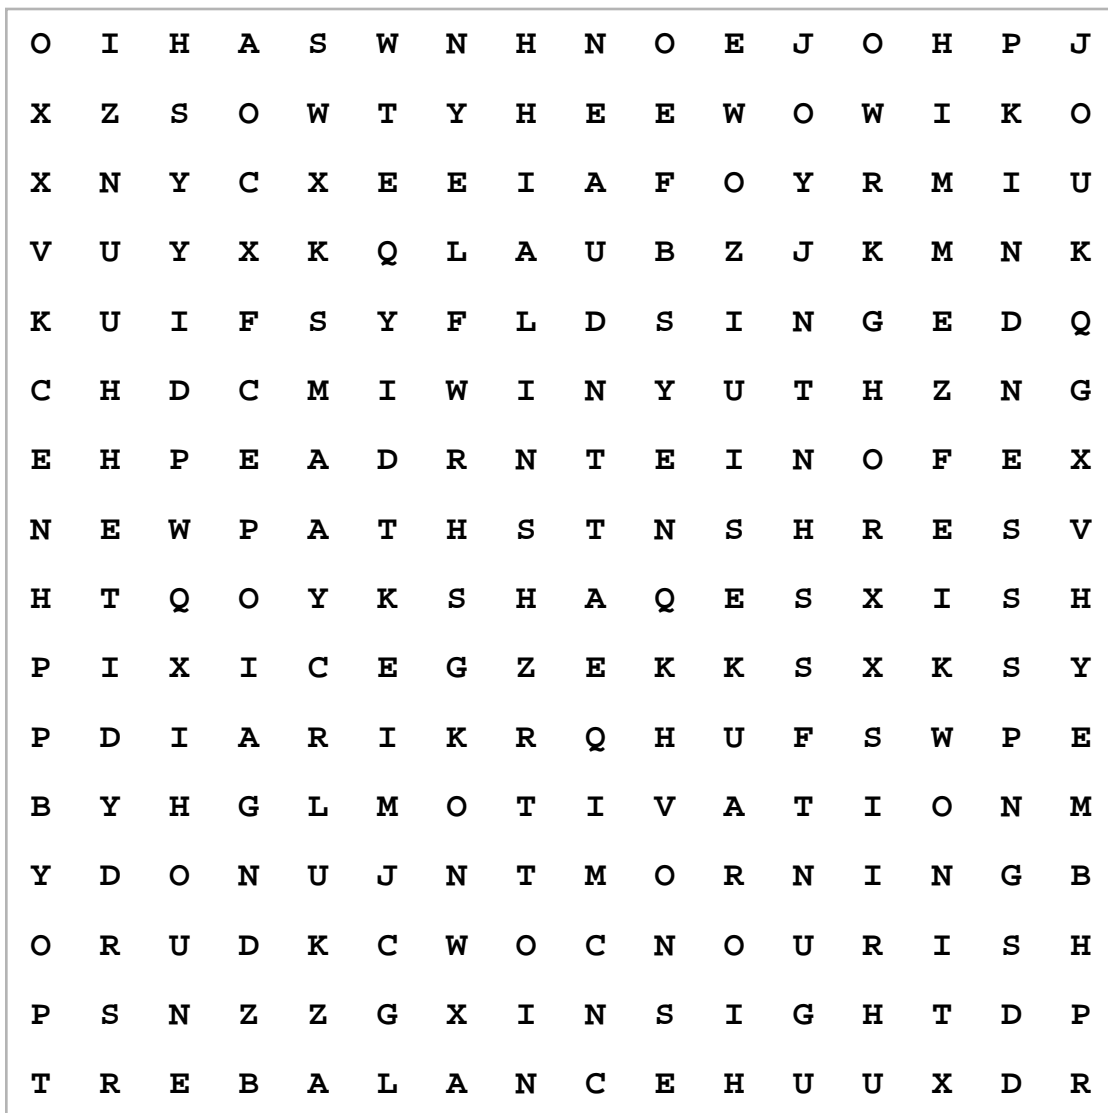 O I H A S W N H N O E J O H P J
X Z S O W T Y H E E W O W I K O
X N Y C X E E I A F O Y R M I U
V U Y X K Q L A U B Z J K M N K
K U I F S Y F L D S I N G E D Q
C H D C M I W I N Y U T H Z N G
E H P E A D R N T E I N O F E X
N E W P A T H S T N S H R E S V
H T Q O Y K S H A Q E S X I S H
P I X I C E G Z E K K S X K S Y
P D I A R I K R Q H U F S W P E
B Y H G L M O T I V A T I O N M
Y D O N U J N T M O R N I N G B
O R U D K C W O C N O U R I S H
P S N Z Z G X I N S I G H T D P
T R E B A L A N C E H U U X D R